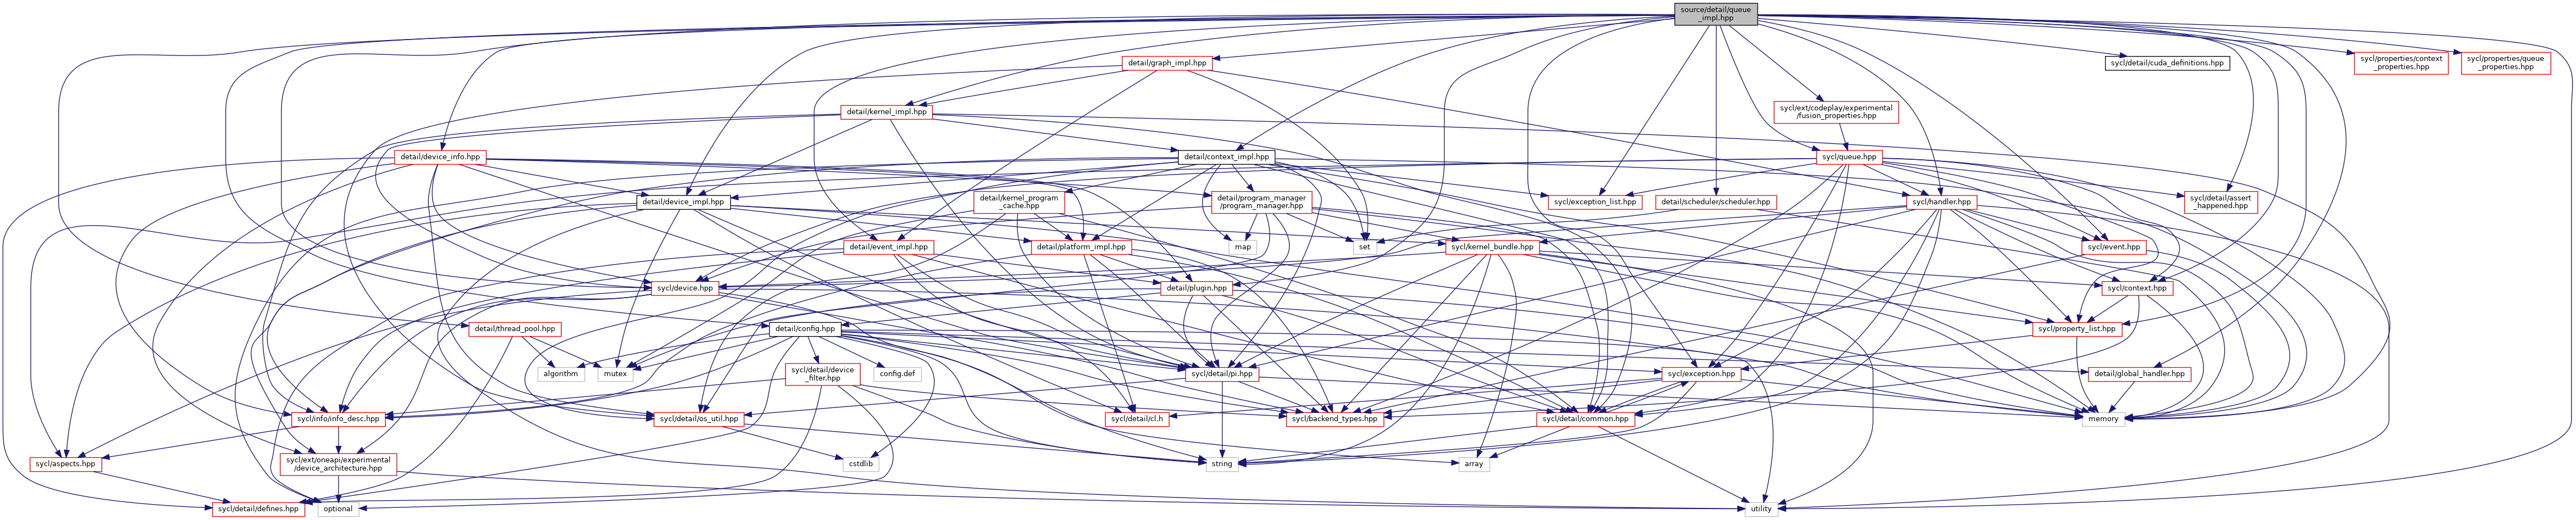 source/detail/queue
_impl.hpp
detail/graph_impl.hpp
sycl/detail/cuda_definitions.hpp
sycl/properties/context
_properties.hpp
sycl/properties/queue
_properties.hpp
detail/kernel_impl.hpp
sycl/ext/codeplay/experimental
/fusion_properties.hpp
detail/device_info.hpp
detail/context_impl.hpp
sycl/queue.hpp
detail/device_impl.hpp
detail/kernel_program
_cache.hpp
detail/program_manager
/program_manager.hpp
sycl/exception_list.hpp
detail/scheduler/scheduler.hpp
sycl/handler.hpp
sycl/detail/assert
_happened.hpp
detail/event_impl.hpp
detail/platform_impl.hpp
map
set
sycl/kernel_bundle.hpp
sycl/event.hpp
sycl/device.hpp
detail/plugin.hpp
sycl/context.hpp
detail/thread_pool.hpp
detail/config.hpp
sycl/property_list.hpp
algorithm
mutex
sycl/detail/device
_filter.hpp
config.def
sycl/detail/pi.hpp
sycl/exception.hpp
detail/global_handler.hpp
sycl/info/info_desc.hpp
sycl/detail/os_util.hpp
sycl/detail/cl.h
sycl/backend_types.hpp
sycl/detail/common.hpp
memory
sycl/aspects.hpp
sycl/ext/oneapi/experimental
/device_architecture.hpp
cstdlib
string
array
sycl/detail/defines.hpp
optional
utility